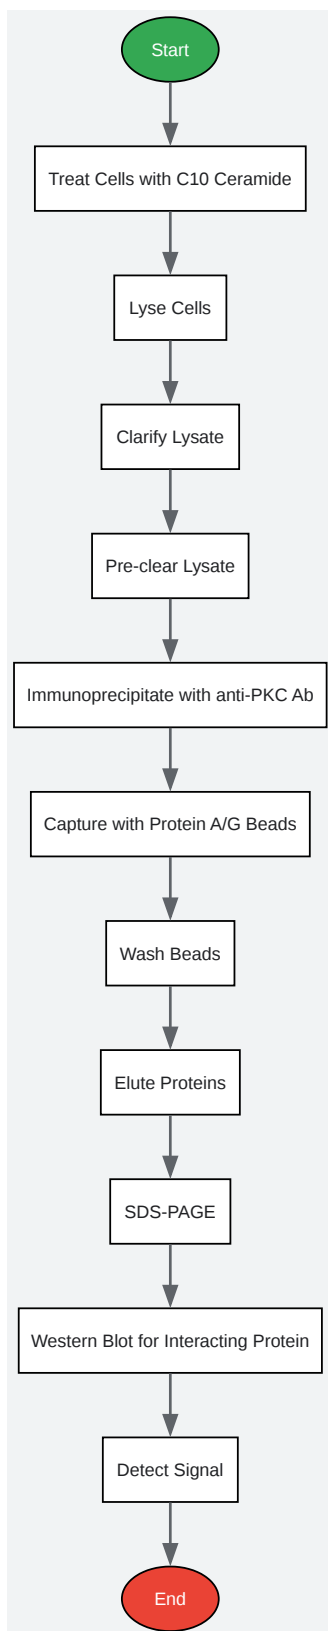 Start
Treat Cells with C10 Ceramide
Lyse Cells
Clarify Lysate
Pre-clear Lysate
Immunoprecipitate with anti-PKC Ab
Capture with Protein A/G Beads
Wash Beads
Elute Proteins
SDS-PAGE
Western Blot for Interacting Protein
Detect Signal
End